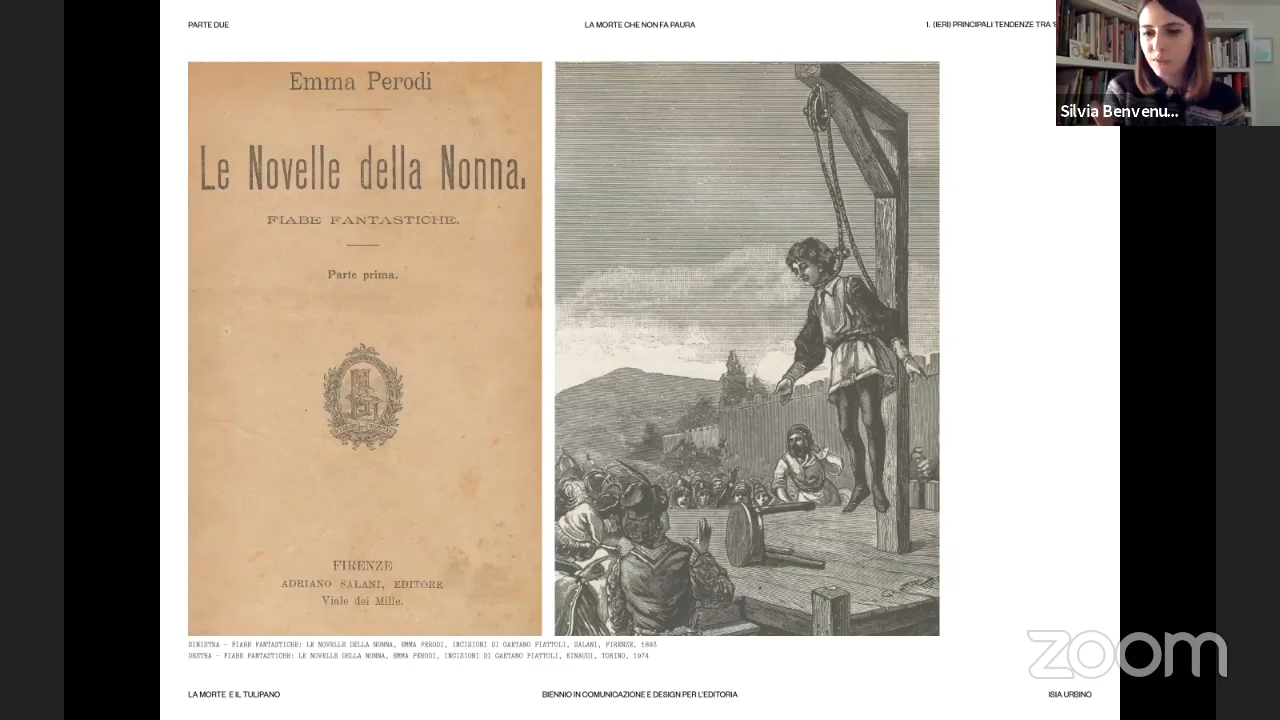 PARTE DUE
LA MORTE CHE NON FA PAURA
1. (IERI) PRINCIPALI TENDENZE TRA
Silvia Benvenu...
Emma Perodi
Le Novelle della Nonna.
FIABE FANTASTICHE.
Parte prima.
FIRENZE
ADRIANO SALANI, EDITORE
Viale dei Mille.
SINISTRA - FIABE FANTASTICHE: LE NOVELLE DELLA NONNA, EMMA PERODI, INCISIONI DI GAETANO PIATTOLI, SALANI, FIRENZE, 1893
DESTRA - FIABE FANTASTICHE: LE NOVELLE DELLA NONNA, EMMA PERODI, INCISIONI DI GAETANO PIATTOLI, EINAUDI, TORINO, 1974
zoom
LA MORTE E IL TULIPANO
BIENNIO IN COMUNICAZIONE E DESIGN PER L'EDITORIA
ISIA URBINO